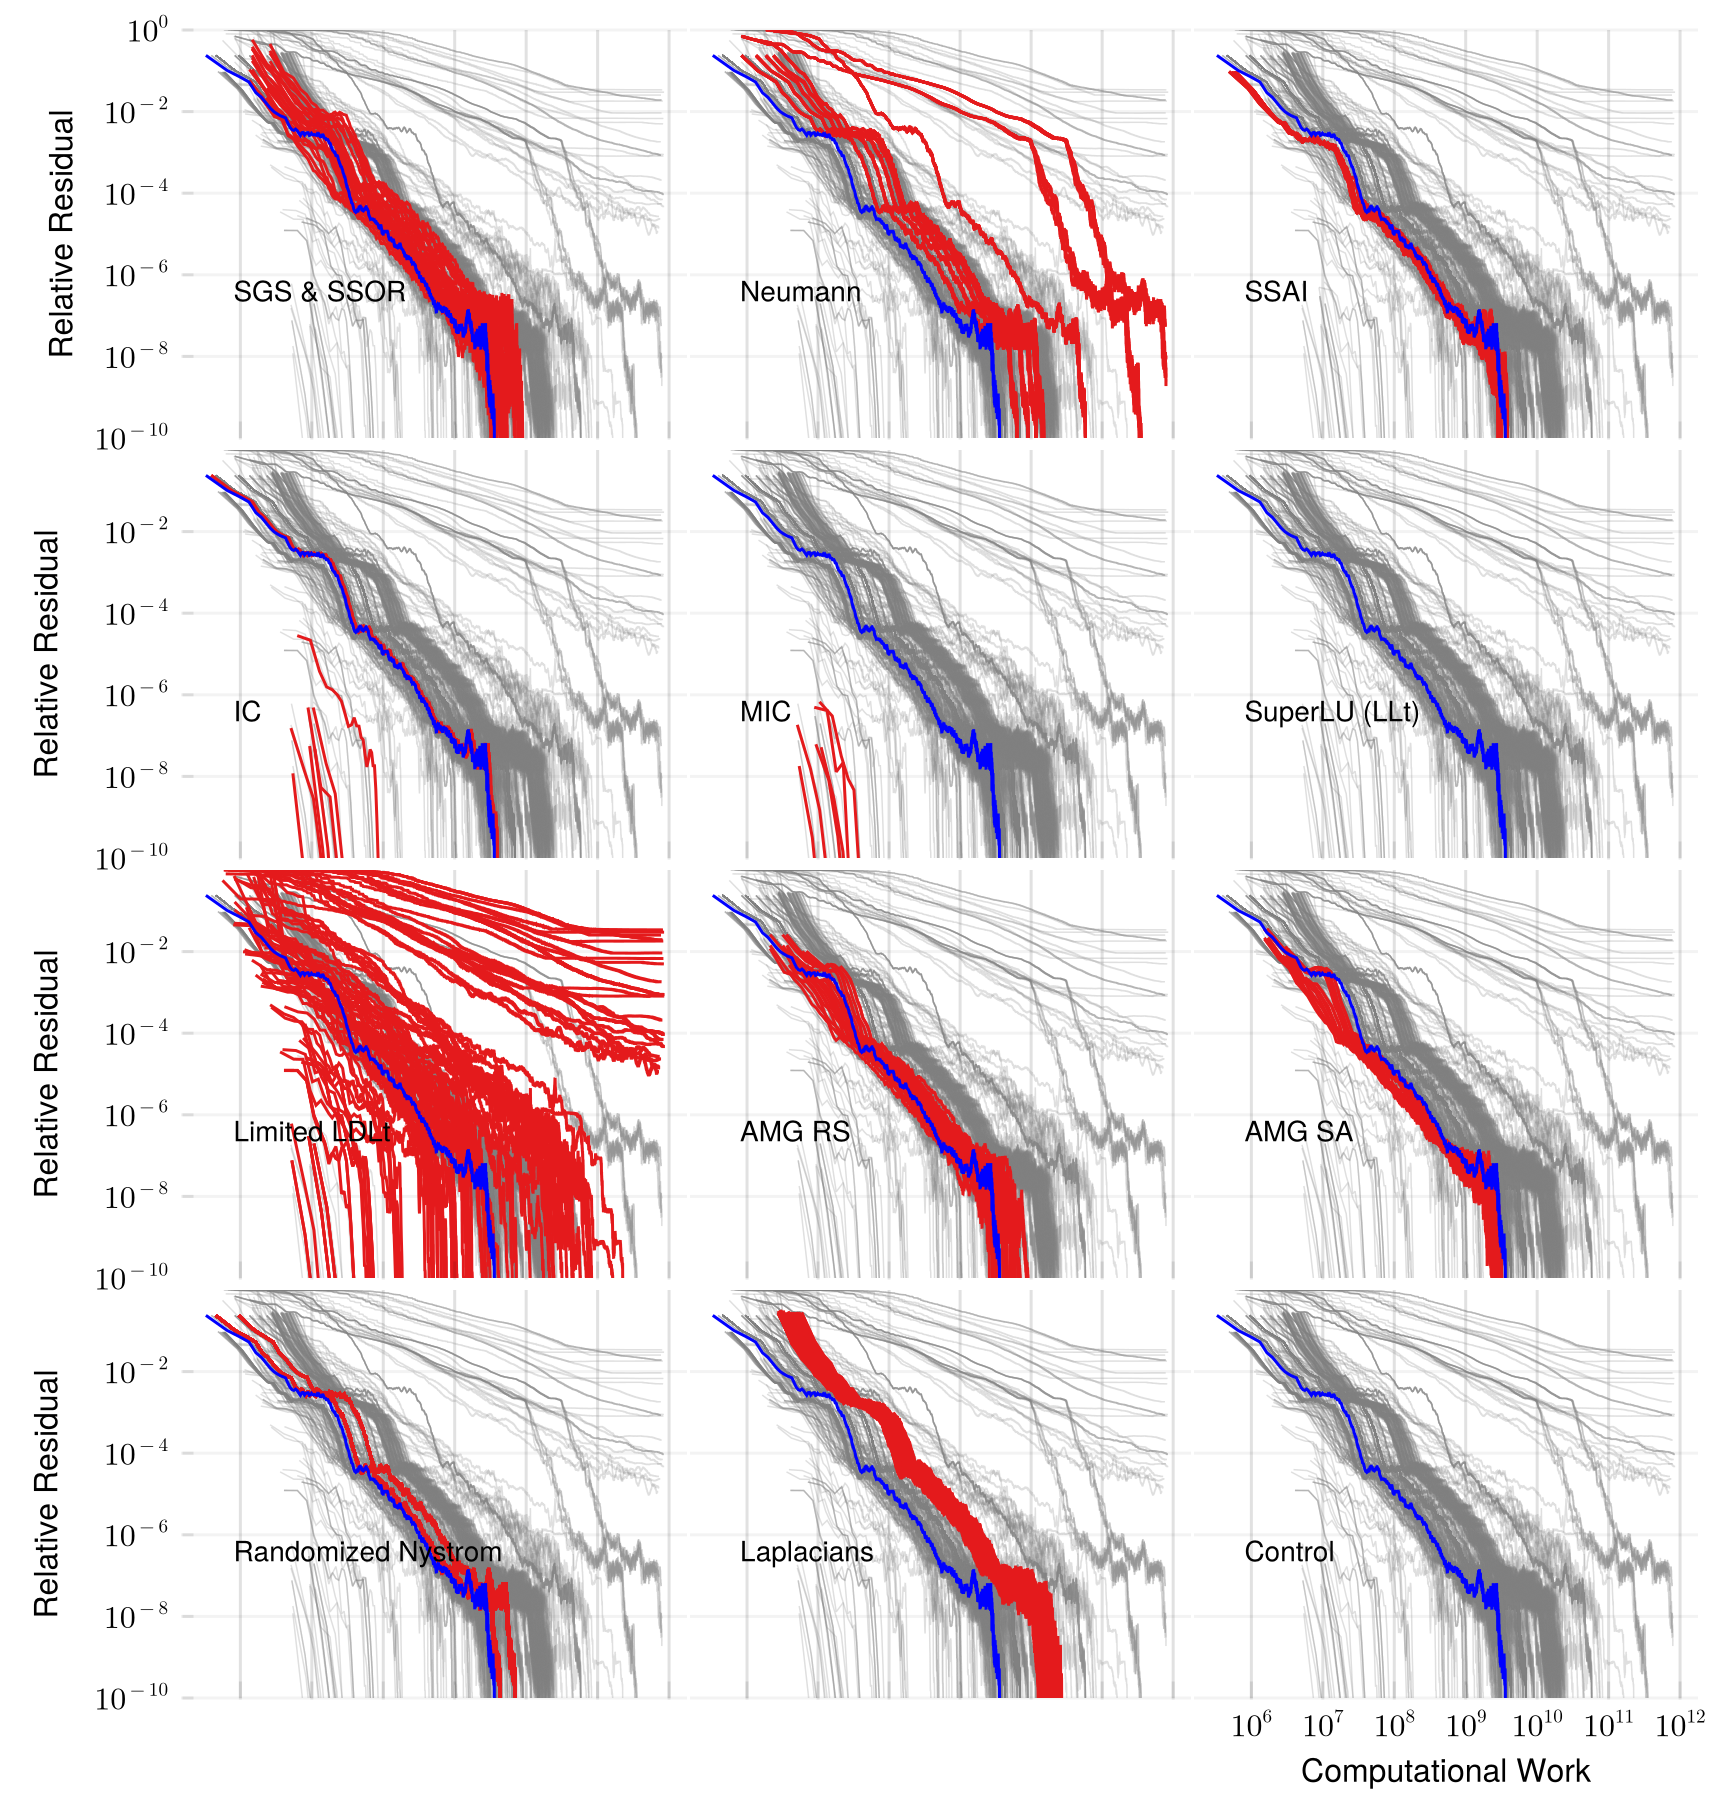 10^0
10^−2
10^−4
10^−6
10^−8
10^−10
Relative Residual
SGS & SSOR
Neumann
SSAI
10^−2
10^−4
10^−6
10^−8
10^−10
Relative Residual
IC
MIC
SuperLU (LLt)
10^−2
10^−4
10^−6
10^−8
10^−10
Relative Residual
Limited LDLt
AMG RS
AMG SA
10^−2
10^−4
10^−6
10^−8
10^−10
Relative Residual
Randomized Nystrom
Laplacians
Control
10^6 10^7 10^8 10^9 10^10 10^11 10^12
Computational Work